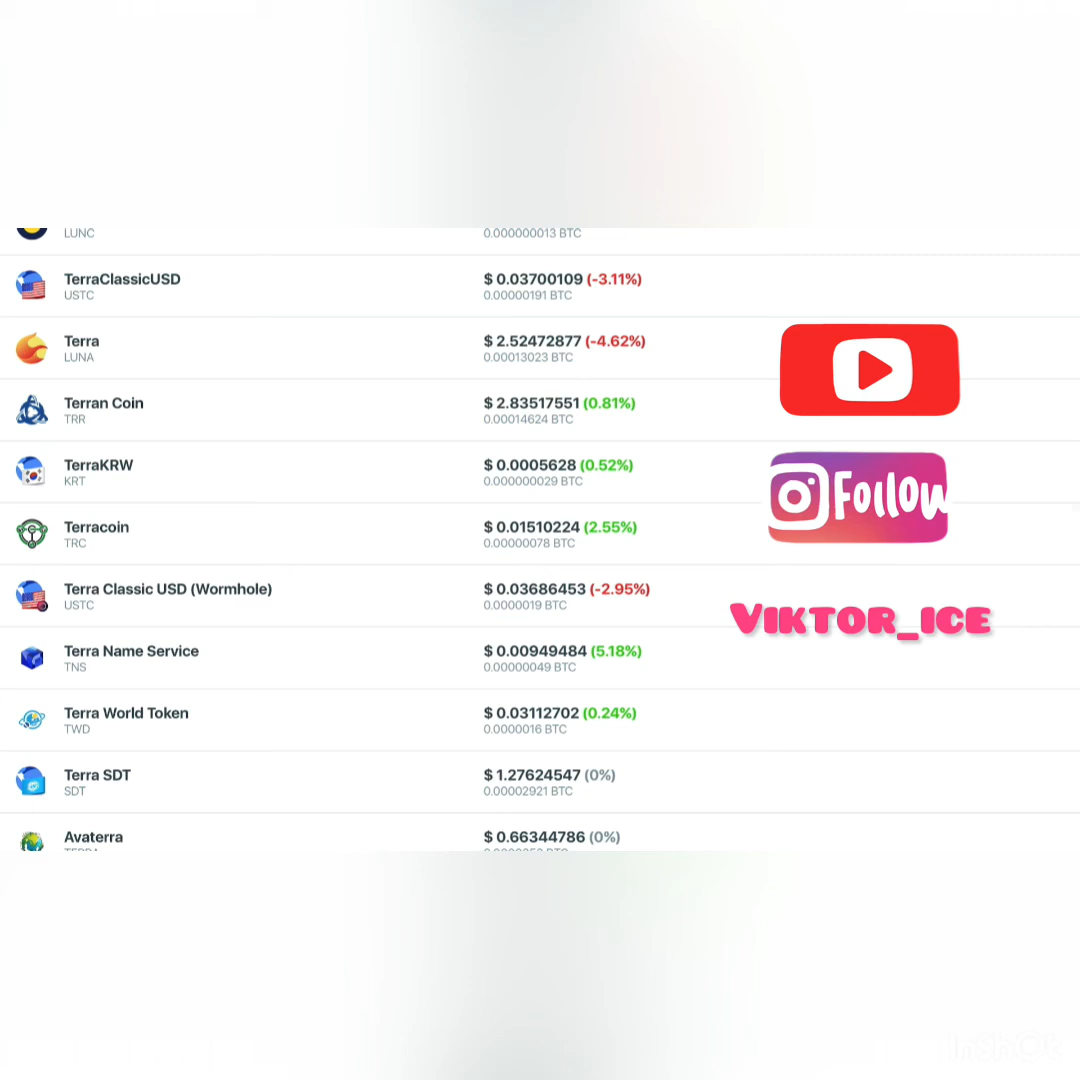 LUNC
0.000000013 BTC
TerraClassicUSD
$ 0.03700109 (-3.11%)
USTC
0.00000191 BTC
Terra
$ 2.52472877 (-4.62%)
LUNA
0.00013023 BTC
Terran Coin
$ 2.83517551 (0.81%)
TRR
0.00014624 BTC
TerraKRW
$ 0.0005628 (0.52%)
KRT
0.000000029 BTC
Follow
Terracoin
$ 0.01510224 (2.55%)
TRC
0.00000078 BTC
Terra Classic USD (Wormhole)
$ 0.03686453 (-2.95%)
USTC
0.0000019 BTC
VIKTOR_ICE
Terra Name Service
$ 0.00949484 (5.18%)
TNS
0.00000049 BTC
Terra World Token
$ 0.03112702 (0.24%)
TWD
0.0000016 BTC
Terra SDT
$ 1.27624547 (0%)
SDT
0.00002921 BTC
Avaterra
$ 0.66344786 (0%)